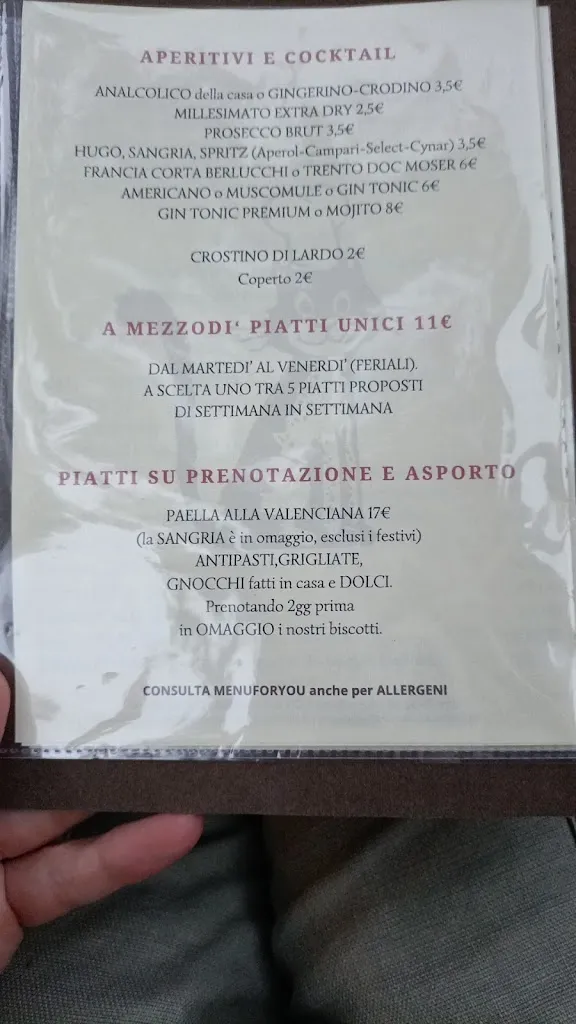 APERITIVI E COCKTAIL
ANALCOLICO della casa o GINGERINO-CRODINO 3,5€
MILLESIMATO EXTRA DRY 2,5€
PROSECCO BRUT 3,5€
HUGO, SANGRIA, SPRITZ (Aperol-Campari-Select-Cynar) 3,5€
FRANCIA CORTA BERLUCCHI o TRENTO DOC MOSER 6€
AMERICANO o MUSCOMULE o GIN TONIC 6€
GIN TONIC PREMIUM o MOJITO 8€
CROSTINO DI LARDO 2€
Coperto 2€
A MEZZODI' PIATTI UNICI 11€
DAL MARTEDI' AL VENERDI' (FERIALI).
A SCELTA UNO TRA 5 PIATTI PROPOSTI
DI SETTIMANA IN SETTIMANA
PIATTI SU PRENOTAZIONE E ASPORTO
PAELLA ALLA VALENCIANA 17€
(la SANGRIA è in omaggio, esclusi i festivi)
ANTIPASTI,GRIGLIATE,
GNOCCHI fatti in casa e DOLCI.
Prenotando 2gg prima
in OMAGGIO i nostri biscotti.
CONSULTA MENUFORYOU anche per ALLERGENI